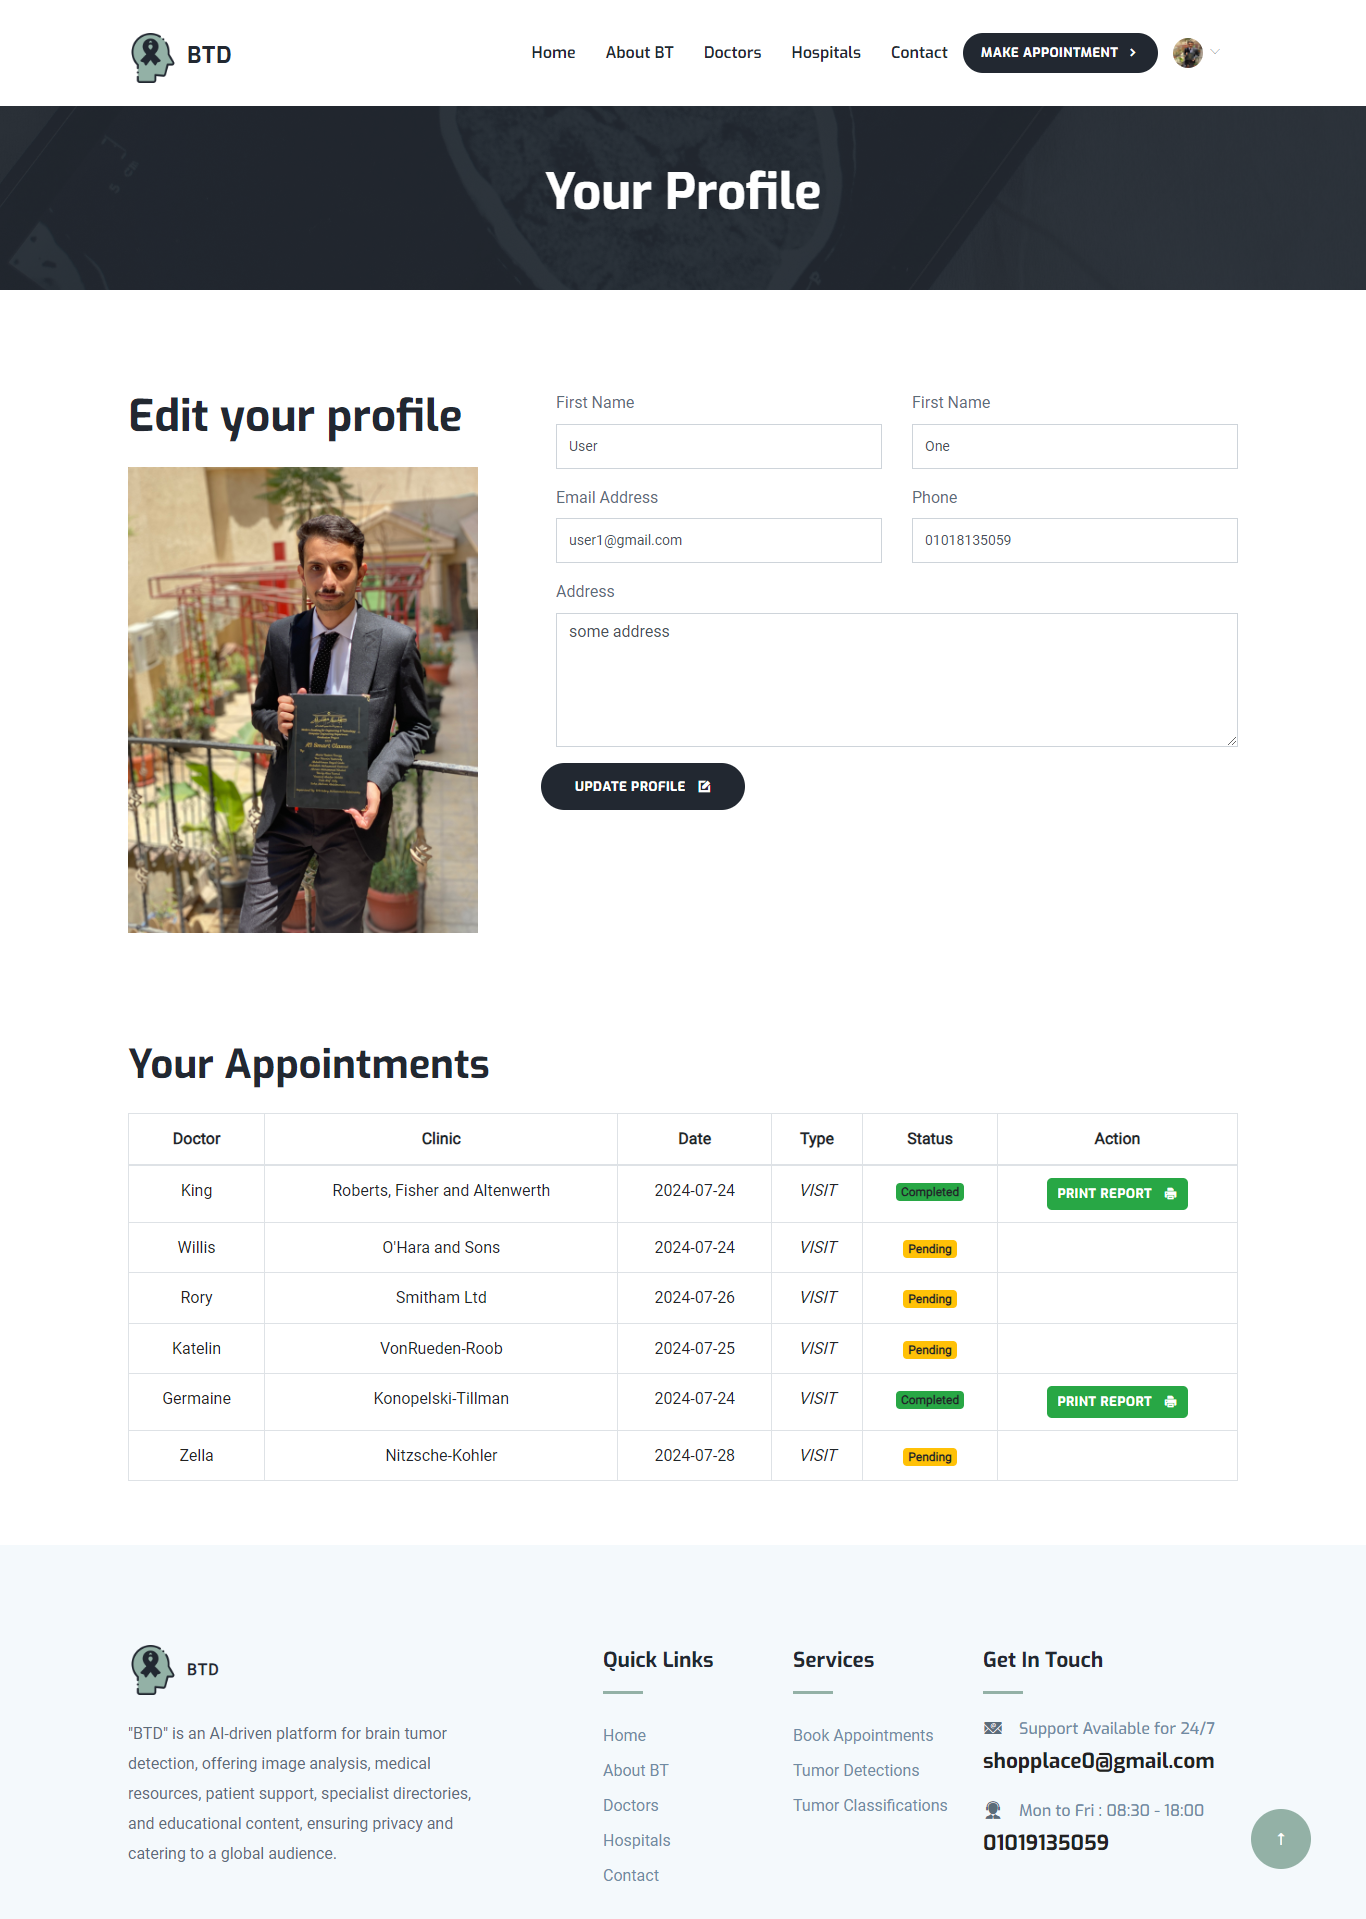 BTD
Home About BT Doctors Hospitals Contact MAKE APPOINTMENT
Your Profile
Edit your profile
First Name First Name
User One
Email Address Phone
user1@gmail.com 01018135059
Address
some address
AI Smart Glasses
UPDATE PROFILE
Your Appointments
Doctor Clinic Date Type Status Action
King Roberts, Fisher and Altenwerth 2024-07-24 VISIT Completed PRINT REPORT
Willis O'Hara and Sons 2024-07-24 VISIT Pending
Rory Smitham Ltd 2024-07-26 VISIT Pending
Katelin VonRueden-Roob 2024-07-25 VISIT Pending
Germaine Konopelski-Tillman 2024-07-24 VISIT Completed PRINT REPORT
Zella Nitzsche-Kohler 2024-07-28 VISIT Pending
BTD
"BTD" is an AI-driven platform for brain tumor
detection, offering image analysis, medical
resources, patient support, specialist directories,
and educational content, ensuring privacy and
catering to a global audience.
Quick Links
Home
About BT
Doctors
Hospitals
Contact
Services
Book Appointments
Tumor Detections
Tumor Classifications
Get In Touch
Support Available for 24/7
shopplace0@gmail.com
Mon to Fri : 08:30 - 18:00
01019135059